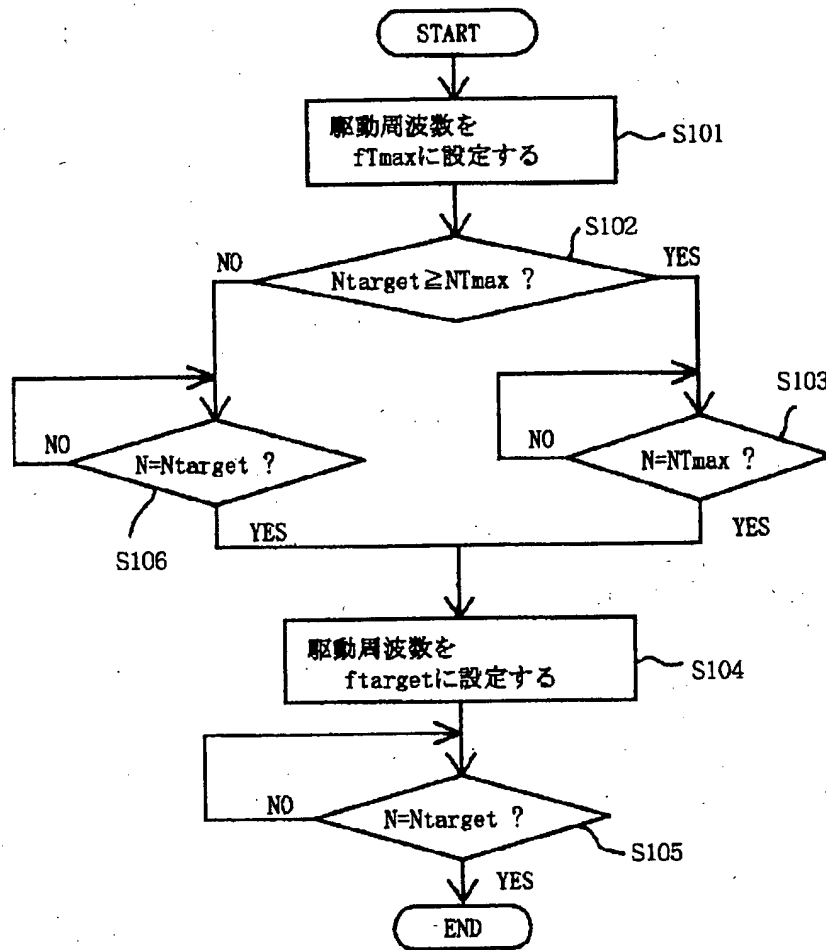 START
駆動周波数を
fTmaxに設定する
S101
S102
NO
YES
Ntarget≧NTmax ?
S103
NO
N=Ntarget ?
NO
N=NTmax ?
YES
YES
S106
駆動周波数を
ftargetに設定する
S104
NO
N=Ntarget ?
S105
YES
END